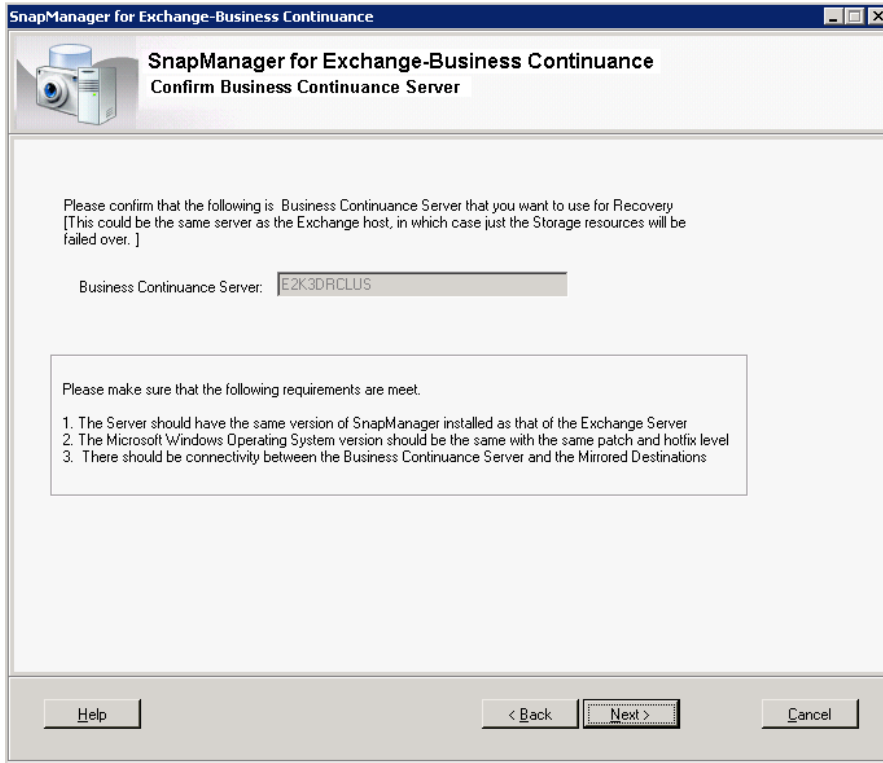 SnapManager for Exchange-Business Continuance
SnapManager for Exchange-Business Continuance
Confirm Business Continuance Server
Please confirm that the following is  Business Continuance Server that you want to use for Recovery
[This could be the same server as the Exchange host, in which case just the Storage resources will be
failed over. ]
Business Continuance Server: E2K3DRCLUS
Please make sure that the following requirements are meet.
1. The Server should have the same version of SnapManager installed as that of the Exchange Server
2. The Microsoft Windows Operating System version should be the same with the same patch and hotfix level
3.  There should be connectivity between the Business Continuance Server and the Mirrored Destinations
Help < Back Next > Cancel